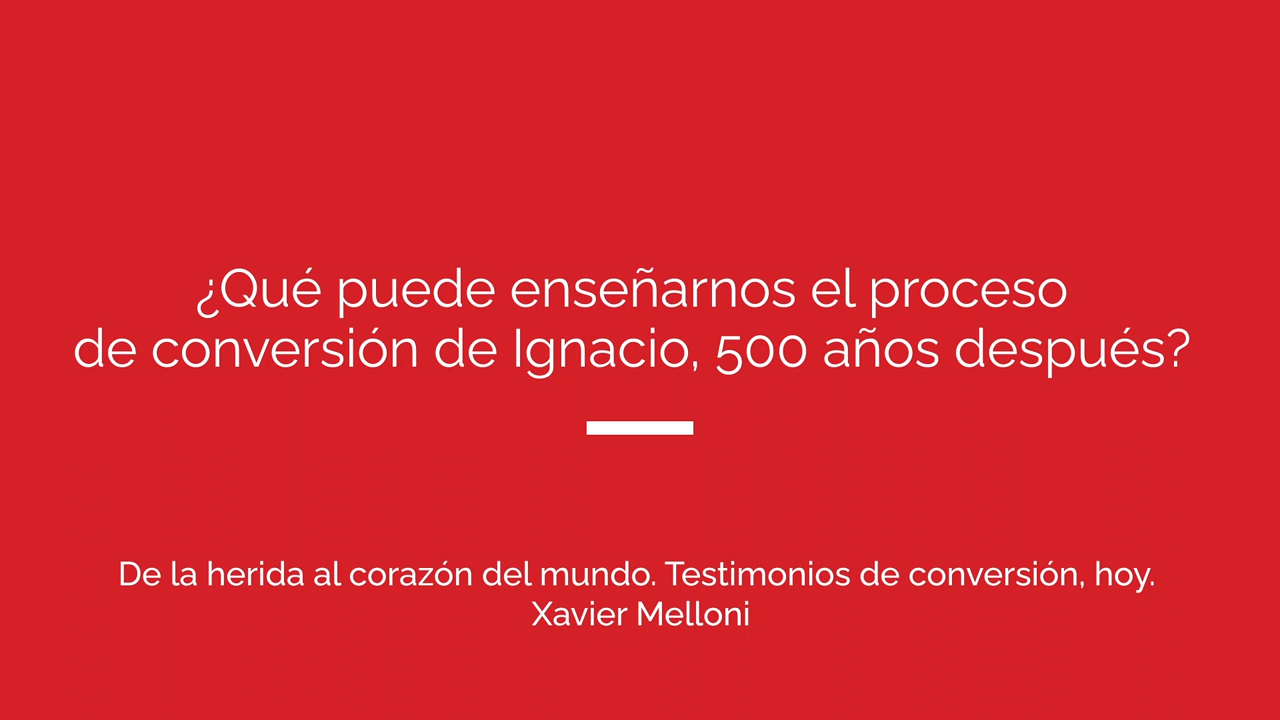 ¿Qué puede enseñarnos el proceso
de conversión de Ignacio, 500 años después?
De la herida al corazón del mundo. Testimonios de conversión, hoy.
Xavier Melloni